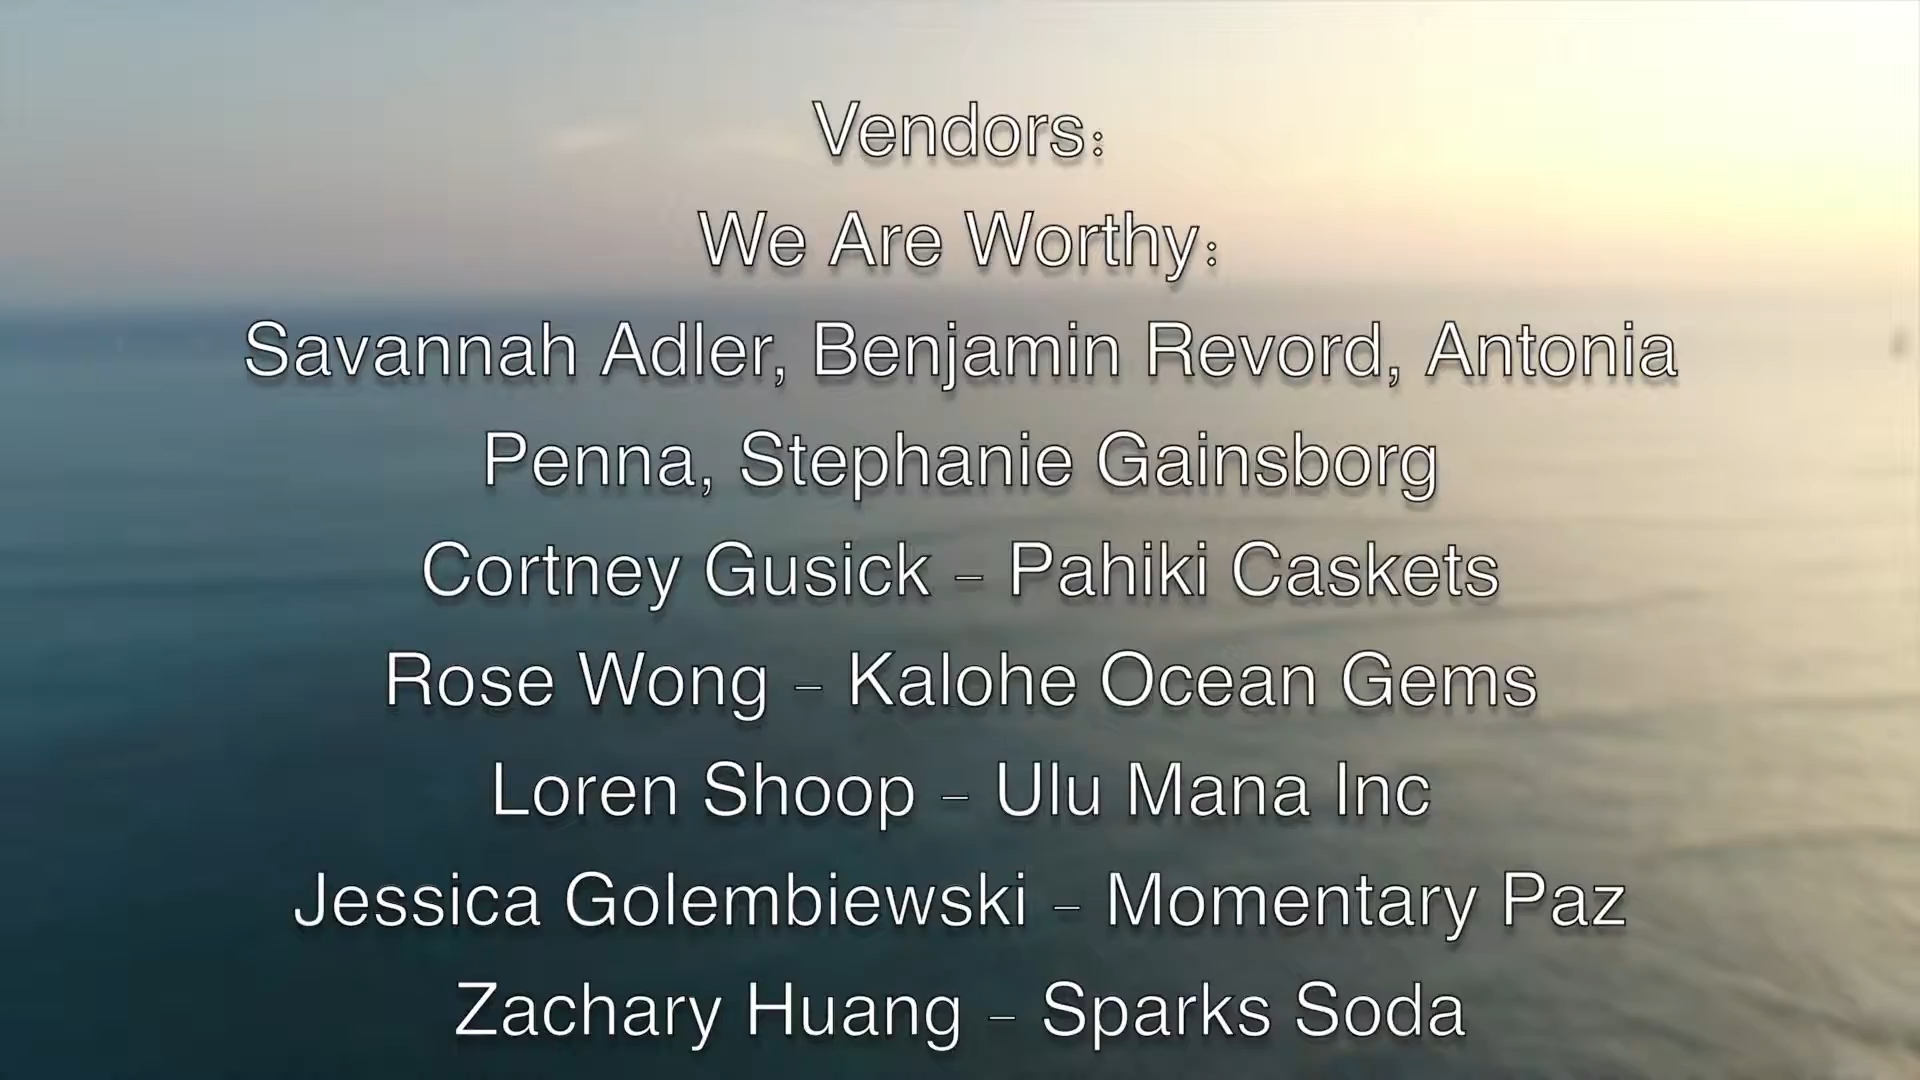 Vendors:
We Are Worthy:
Savannah Adler, Benjamin Revord, Antonia
Penna, Stephanie Gainsborg
Cortney Gusick – Pahiki Caskets
Rose Wong – Kalohe Ocean Gems
Loren Shoop – Ulu Mana Inc
Jessica Golembiewski – Momentary Paz
Zachary Huang – Sparks Soda